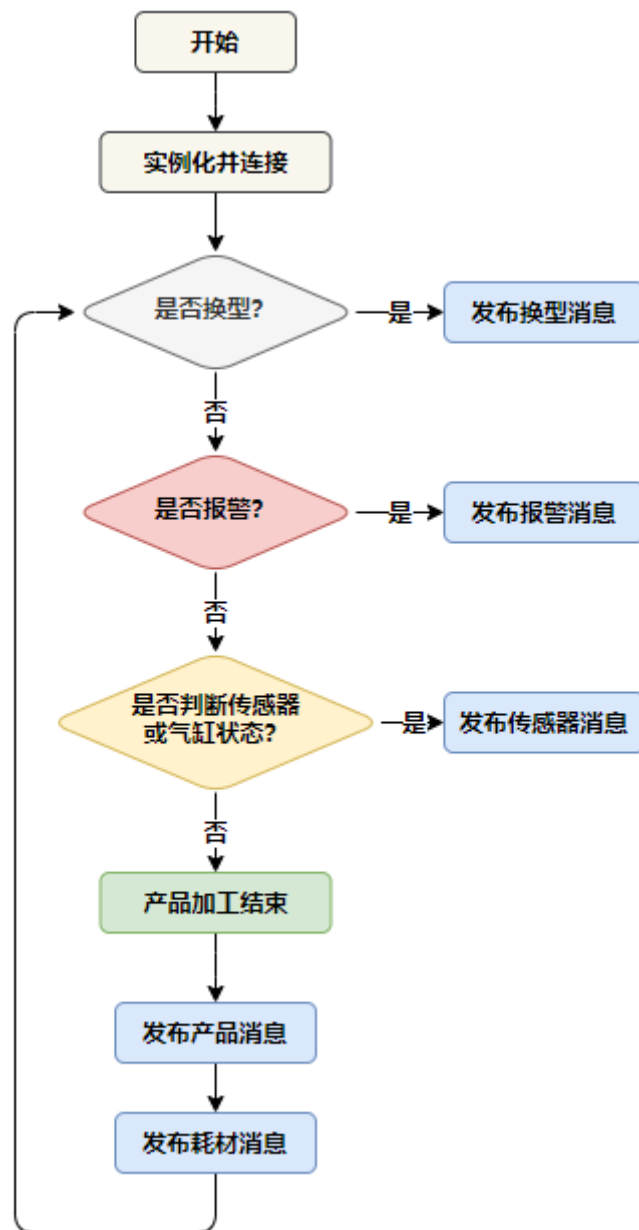 开始
实例化并连接
是否换型?
是
发布换型消息
否
是否报警?
是
发布报警消息
否
是否判断传感器
或气缸状态?
是
发布传感器消息
否
产品加工结束
发布产品消息
发布耗材消息